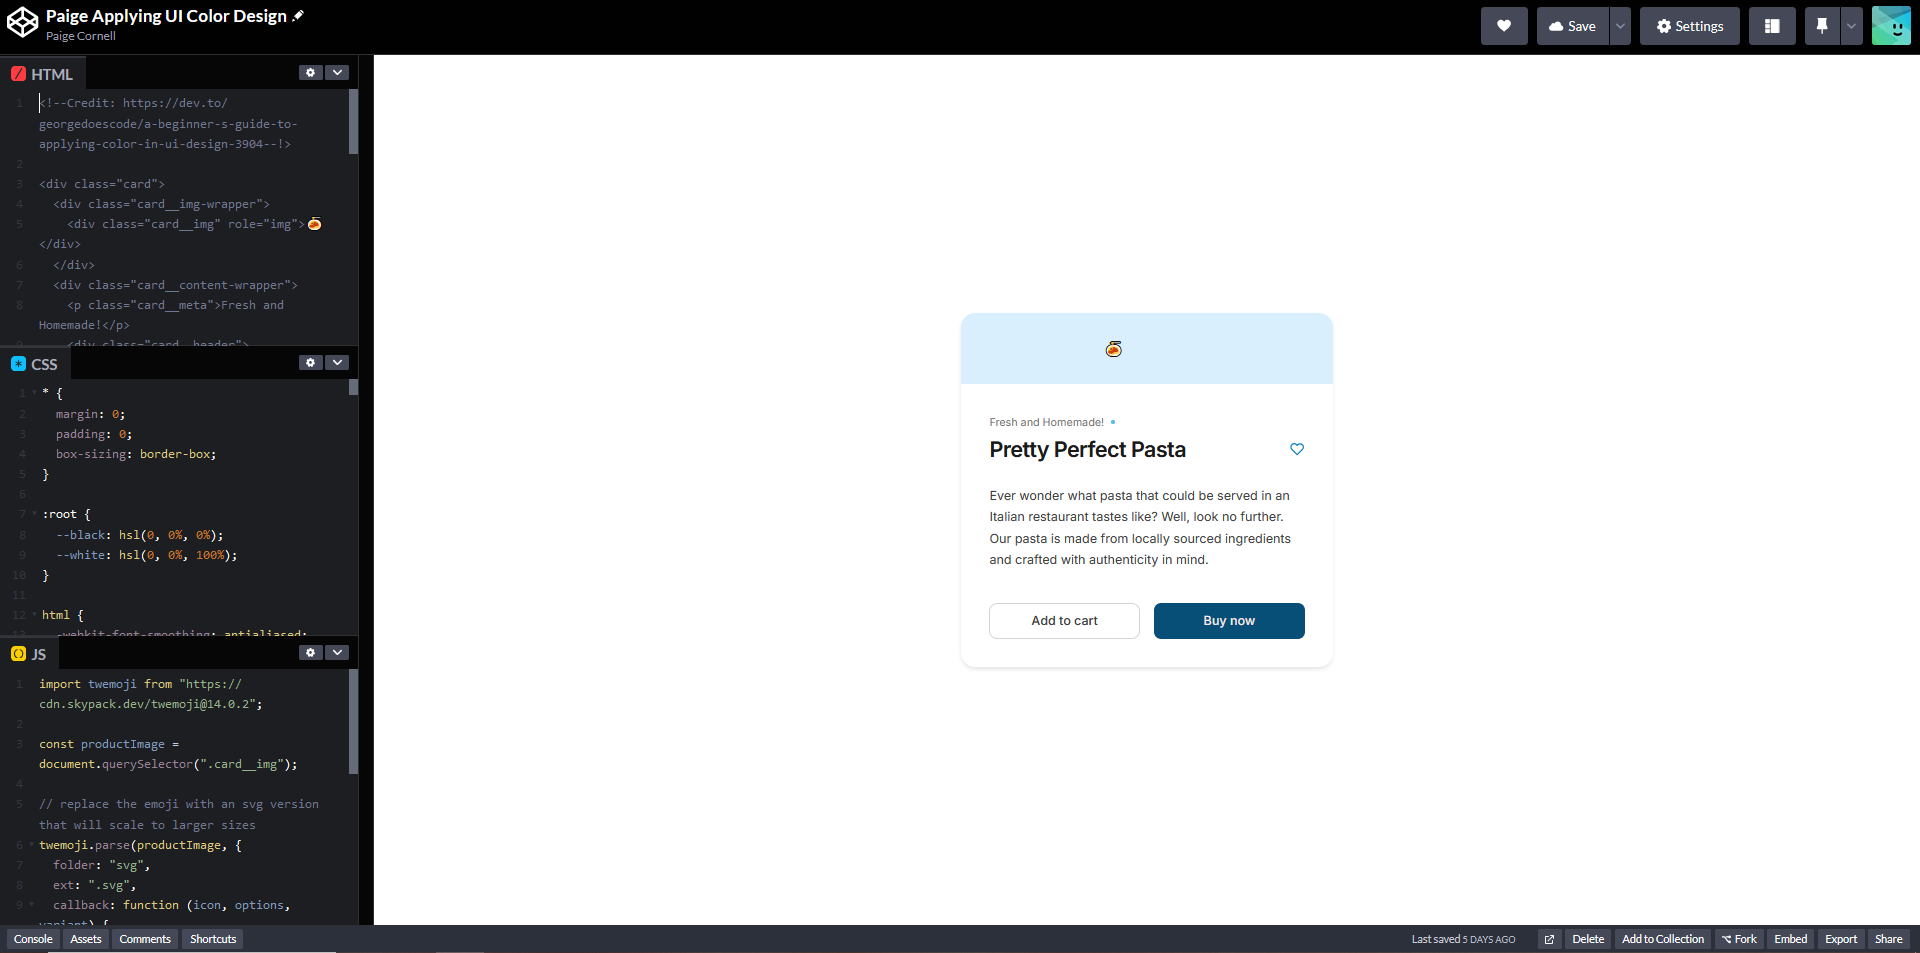 Paige Applying UI Color Design
Paige Cornell
Save
Settings
HTML
1 <!--Credit: https://dev.to/
georgedoescode/a-beginner-s-guide-to-
applying-color-in-ui-design-3904--!>
2
3 <div class="card">
4 <div class="card__img-wrapper">
5 <div class="card__img" role="img">
</div>
6 </div>
7 <div class="card__content-wrapper">
8 <p class="card__meta">Fresh and
Homemade!</p>
9 <div class="card__header">
CSS
1 * {
2 margin: 0;
3 padding: 0;
4 box-sizing: border-box;
5 }
6
7 :root {
8 --black: hsl(0, 0%, 0%);
9 --white: hsl(0, 0%, 100%);
10 }
11
12 html {
13 -webkit-font-smoothing: antialiased;
JS
1 import twemoji from "https://
cdn.skypack.dev/twemoji@14.0.2";
2
3 const productImage =
document.querySelector(".card__img");
4
5 // replace the emoji with an svg version
that will scale to larger sizes
6 twemoji.parse(productImage, {
7 folder: "svg",
8 ext: ".svg",
9 callback: function (icon, options,
variant) {
Fresh and Homemade!
Pretty Perfect Pasta
Ever wonder what pasta that could be served in an
Italian restaurant tastes like? Well, look no further.
Our pasta is made from locally sourced ingredients
and crafted with authenticity in mind.
Add to cart
Buy now
Console Assets Comments Shortcuts
Last saved 5 DAYS AGO
Delete Add to Collection Fork Embed Export Share